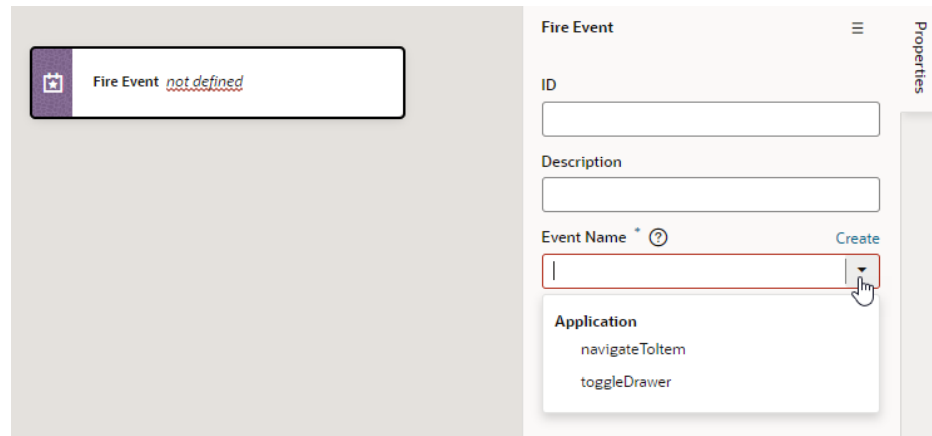 Fire Event not defined
Fire Event
Properties
ID
Description
Event Name * Create
Application
navigateToItem
toggleDrawer